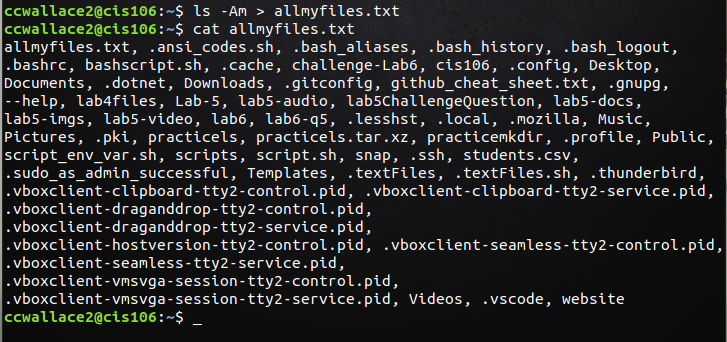 ccwallace2@cis106:~$ ls -Am > allmyfiles.txt
ccwallace2@cis106:~$ cat allmyfiles.txt
allmyfiles.txt, .ansi_codes.sh, .bash_aliases, .bash_history, .bash_logout,
.bashrc, bashscript.sh, .cache, challenge-Lab6, cis106, .config, Desktop,
Documents, .dotnet, Downloads, .gitconfig, github_cheat_sheet.txt, .gnupg,
--help, lab4files, Lab-5, lab5-audio, lab5ChallengeQuestion, lab5-docs,
lab5-imgs, lab5-video, lab6, lab6-q5, .lesshst, .local, .mozilla, Music,
Pictures, .pki, practicels, practicels.tar.xz, practicemkdir, .profile, Public,
script_env_var.sh, scripts, script.sh, snap, .ssh, students.csv,
.sudo_as_admin_successful, Templates, .textFiles, .textFiles.sh, .thunderbird,
.vboxclient-clipboard-tty2-control.pid, .vboxclient-clipboard-tty2-service.pid,
.vboxclient-draganddrop-tty2-control.pid,
.vboxclient-draganddrop-tty2-service.pid,
.vboxclient-hostversion-tty2-control.pid, .vboxclient-seamless-tty2-control.pid,
.vboxclient-seamless-tty2-service.pid,
.vboxclient-vmsvga-session-tty2-control.pid,
.vboxclient-vmsvga-session-tty2-service.pid, Videos, .vscode, website
ccwallace2@cis106:~$ _